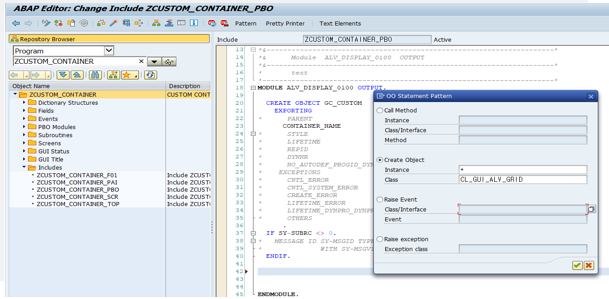 ABAP Editor: Change Include ZCUSTOM_CONTAINER_PBO
Pattern Pretty Printer Text Elements
Repository Browser
Program
ZCUSTOM_CONTAINER
Object Name Description
ZCUSTOM_CONTAINER CUSTOM CONT
Dictionary Structures
Fields
Events
PBO Modules
Subroutines
Screens
GUI Status
GUI Title
Includes
ZCUSTOM_CONTAINER_F01 Include ZCUST
ZCUSTOM_CONTAINER_PAI Include ZCUST
ZCUSTOM_CONTAINER_PBO Include ZCUST
ZCUSTOM_CONTAINER_SCR Include ZCUST
ZCUSTOM_CONTAINER_TOP Include ZCUST
Include ZCUSTOM_CONTAINER_PBO Active
13 *&---------------------------------------------------------------------*
14 *& Module ALV_DISPLAY_0100 OUTPUT
15 *&---------------------------------------------------------------------*
16 * text
17 *----------------------------------------------------------------------*
18 MODULE ALV_DISPLAY_0100 OUTPUT.
19
20 CREATE OBJECT GC_CUSTOM
21 EXPORTING
22 * PARENT
23 CONTAINER_NAME
24 * STYLE
25 * LIFETIME
26 * REPID
27 * DYNNR
28 * NO_AUTODEF_PROGID_DYN
29 * EXCEPTIONS
30 * CNTL_ERROR
31 * CNTL_SYSTEM_ERROR
32 * CREATE_ERROR
33 * LIFETIME_ERROR
34 * LIFETIME_DYNPRO_DYNPR
35 * OTHERS
36 .
37 IF SY-SUBRC <> 0.
38 * MESSAGE ID SY-MSGID TYPE
39 * WITH SY-MSGV
40 ENDIF.
41
42
43
44
45 ENDMODULE.
OO Statement Pattern
Call Method
Instance
Class/Interface
Method
Create Object
Instance *
Class CL_GUI_ALV_GRID
Raise Event
Class/Interface
Event
Raise exception
Exception class